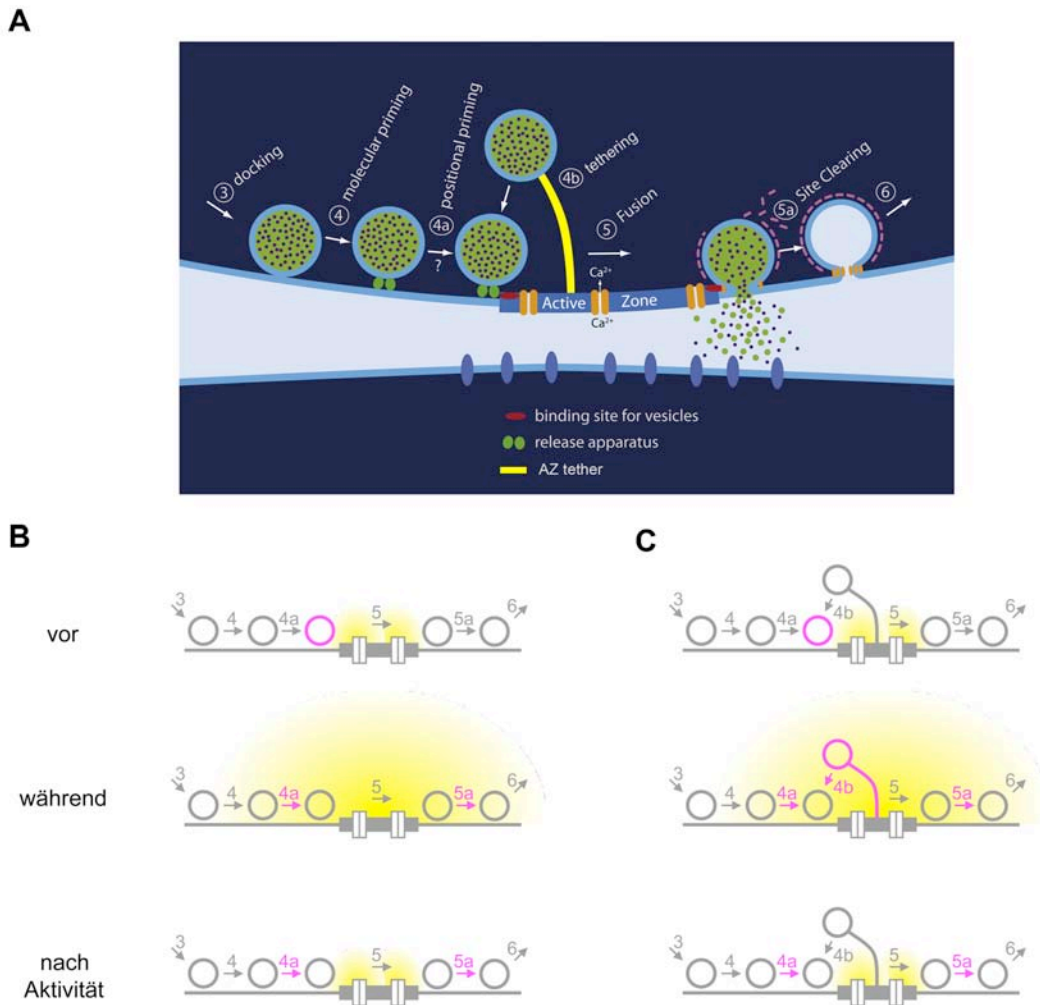 A
③ docking
④ molecular priming
④a positional priming
?
④b tethering
⑤ Fusion
⑤a Site Clearing
⑥
Ca²⁺
Active Zone
Ca²⁺
binding site for vesicles
release apparatus
AZ tether
B
C
vor
3 4 4a 5 5a 6
3 4 4a 4b 5 5a 6
während
3 4 4a 5 5a 6
3 4 4a 4b 5 5a 6
nach
Aktivität
3 4 4a 5 5a 6
3 4 4a 4b 5 5a 6